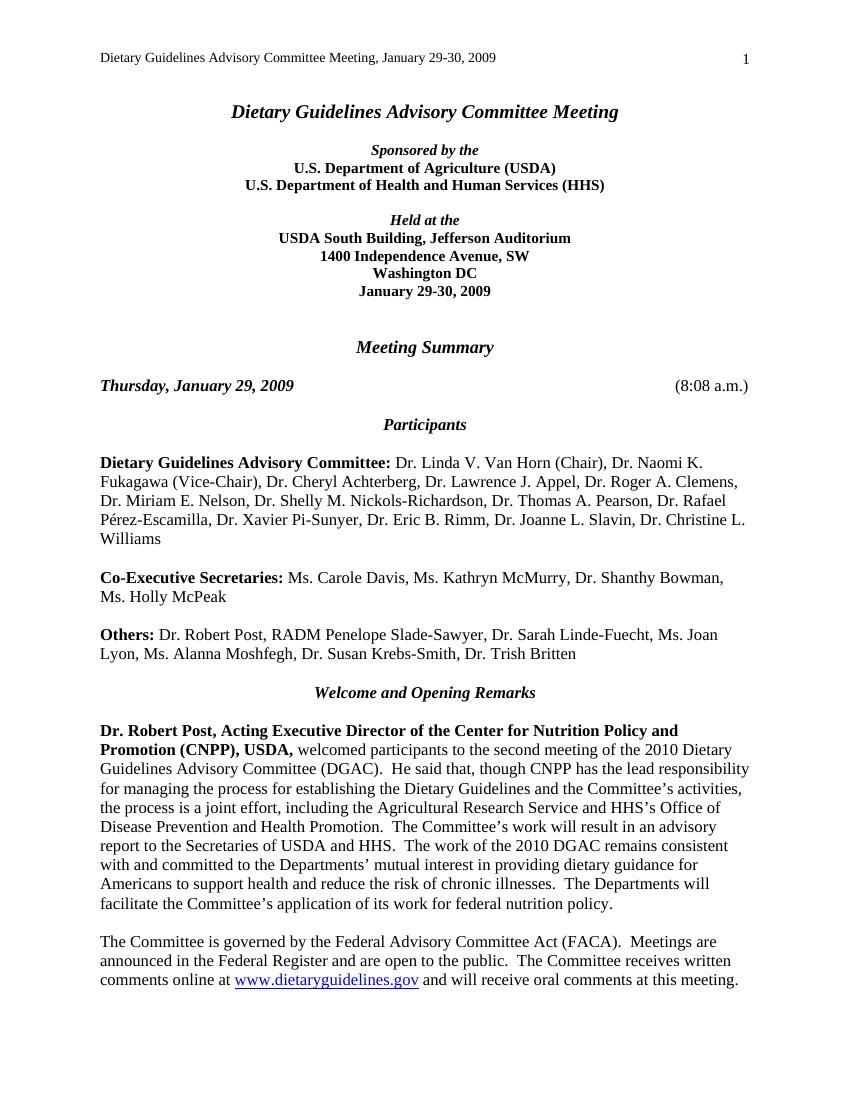 Dietary Guidelines Advisory Committee Meeting, January 29-30, 2009 1
Dietary Guidelines Advisory Committee Meeting
Sponsored by the
U.S. Department of Agriculture (USDA)
U.S. Department of Health and Human Services (HHS)
Held at the
USDA South Building, Jefferson Auditorium
1400 Independence Avenue, SW
Washington DC
January 29-30, 2009
Meeting Summary
Thursday, January 29, 2009 (8:08 a.m.)
Participants
Dietary Guidelines Advisory Committee: Dr. Linda V. Van Horn (Chair), Dr. Naomi K.
Fukagawa (Vice-Chair), Dr. Cheryl Achterberg, Dr. Lawrence J. Appel, Dr. Roger A. Clemens,
Dr. Miriam E. Nelson, Dr. Shelly M. Nickols-Richardson, Dr. Thomas A. Pearson, Dr. Rafael
Pérez-Escamilla, Dr. Xavier Pi-Sunyer, Dr. Eric B. Rimm, Dr. Joanne L. Slavin, Dr. Christine L.
Williams
Co-Executive Secretaries: Ms. Carole Davis, Ms. Kathryn McMurry, Dr. Shanthy Bowman,
Ms. Holly McPeak
Others: Dr. Robert Post, RADM Penelope Slade-Sawyer, Dr. Sarah Linde-Fuecht, Ms. Joan
Lyon, Ms. Alanna Moshfegh, Dr. Susan Krebs-Smith, Dr. Trish Britten
Welcome and Opening Remarks
Dr. Robert Post, Acting Executive Director of the Center for Nutrition Policy and
Promotion (CNPP), USDA, welcomed participants to the second meeting of the 2010 Dietary
Guidelines Advisory Committee (DGAC).  He said that, though CNPP has the lead responsibility
for managing the process for establishing the Dietary Guidelines and the Committee’s activities,
the process is a joint effort, including the Agricultural Research Service and HHS’s Office of
Disease Prevention and Health Promotion.  The Committee’s work will result in an advisory
report to the Secretaries of USDA and HHS.  The work of the 2010 DGAC remains consistent
with and committed to the Departments’ mutual interest in providing dietary guidance for
Americans to support health and reduce the risk of chronic illnesses.  The Departments will
facilitate the Committee’s application of its work for federal nutrition policy.
The Committee is governed by the Federal Advisory Committee Act (FACA).  Meetings are
announced in the Federal Register and are open to the public.  The Committee receives written
comments online at www.dietaryguidelines.gov and will receive oral comments at this meeting.